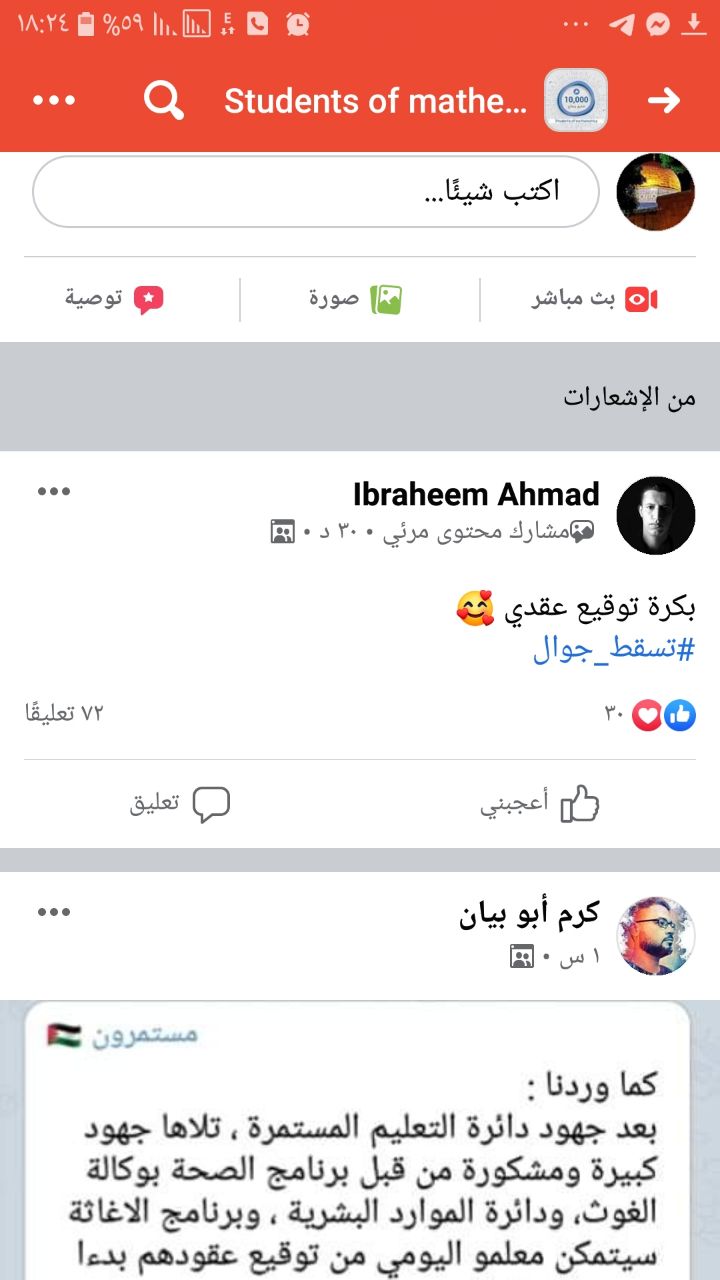 ١٨:٢٤ %٥٩
Students of mathe...
10,000
اكتب شيئًا...
بث مباشر
صورة
توصية
من الإشعارات
Ibraheem Ahmad
مشارك محتوى مرئي • ٣٠ د •
بكرة توقيع عقدي 🥰
#تسقط_جوال
٣٠
٧٢ تعليقًا
أعجبني
تعليق
كرم أبو بيان
١ س •
مستمرون 🇵🇸
كما وردنا :
بعد جهود دائرة التعليم المستمرة ، تلاها جهود
كبيرة ومشكورة من قبل برنامج الصحة بوكالة
الغوث، ودائرة الموارد البشرية ، وبرنامج الاغاثة
سيتمكن معلمو اليومي من توقيع عقودهم بدءا